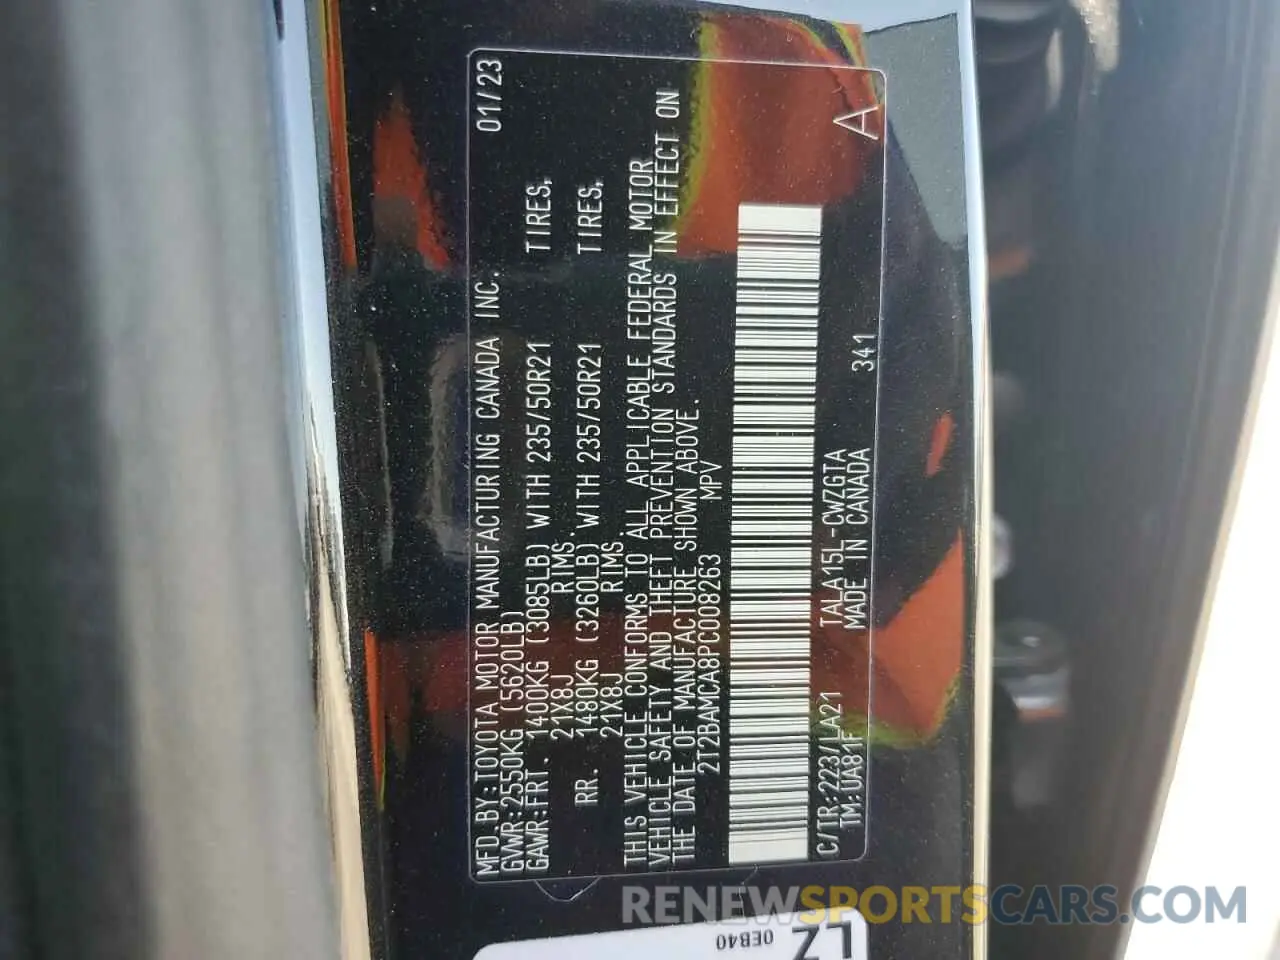 MFD.BY:TOYOTA MOTOR MANUFACTURING CANADA INC. 01/23
GVWR:2550KG (5620LB)
GAWR:FRT. 1400KG (3085LB) WITH 235/50R21 TIRES,
21X8J RIMS.
RR. 1480KG (3260LB) WITH 235/50R21 TIRES,
21X8J RIMS.
THIS VEHICLE CONFORMS TO ALL APPLICABLE FEDERAL MOTOR
VEHICLE SAFETY AND THEFT PREVENTION STANDARDS IN EFFECT ON
THE DATE OF MANUFACTURE SHOWN ABOVE.
2T2BAMCA8PC008263 MPV
A
C/TR:223/LA21 TALA15L-CWZGTA
TM:UA81F MADE IN CANADA 341
LZ
0EB40
RENEWSPORTSCARS.COM